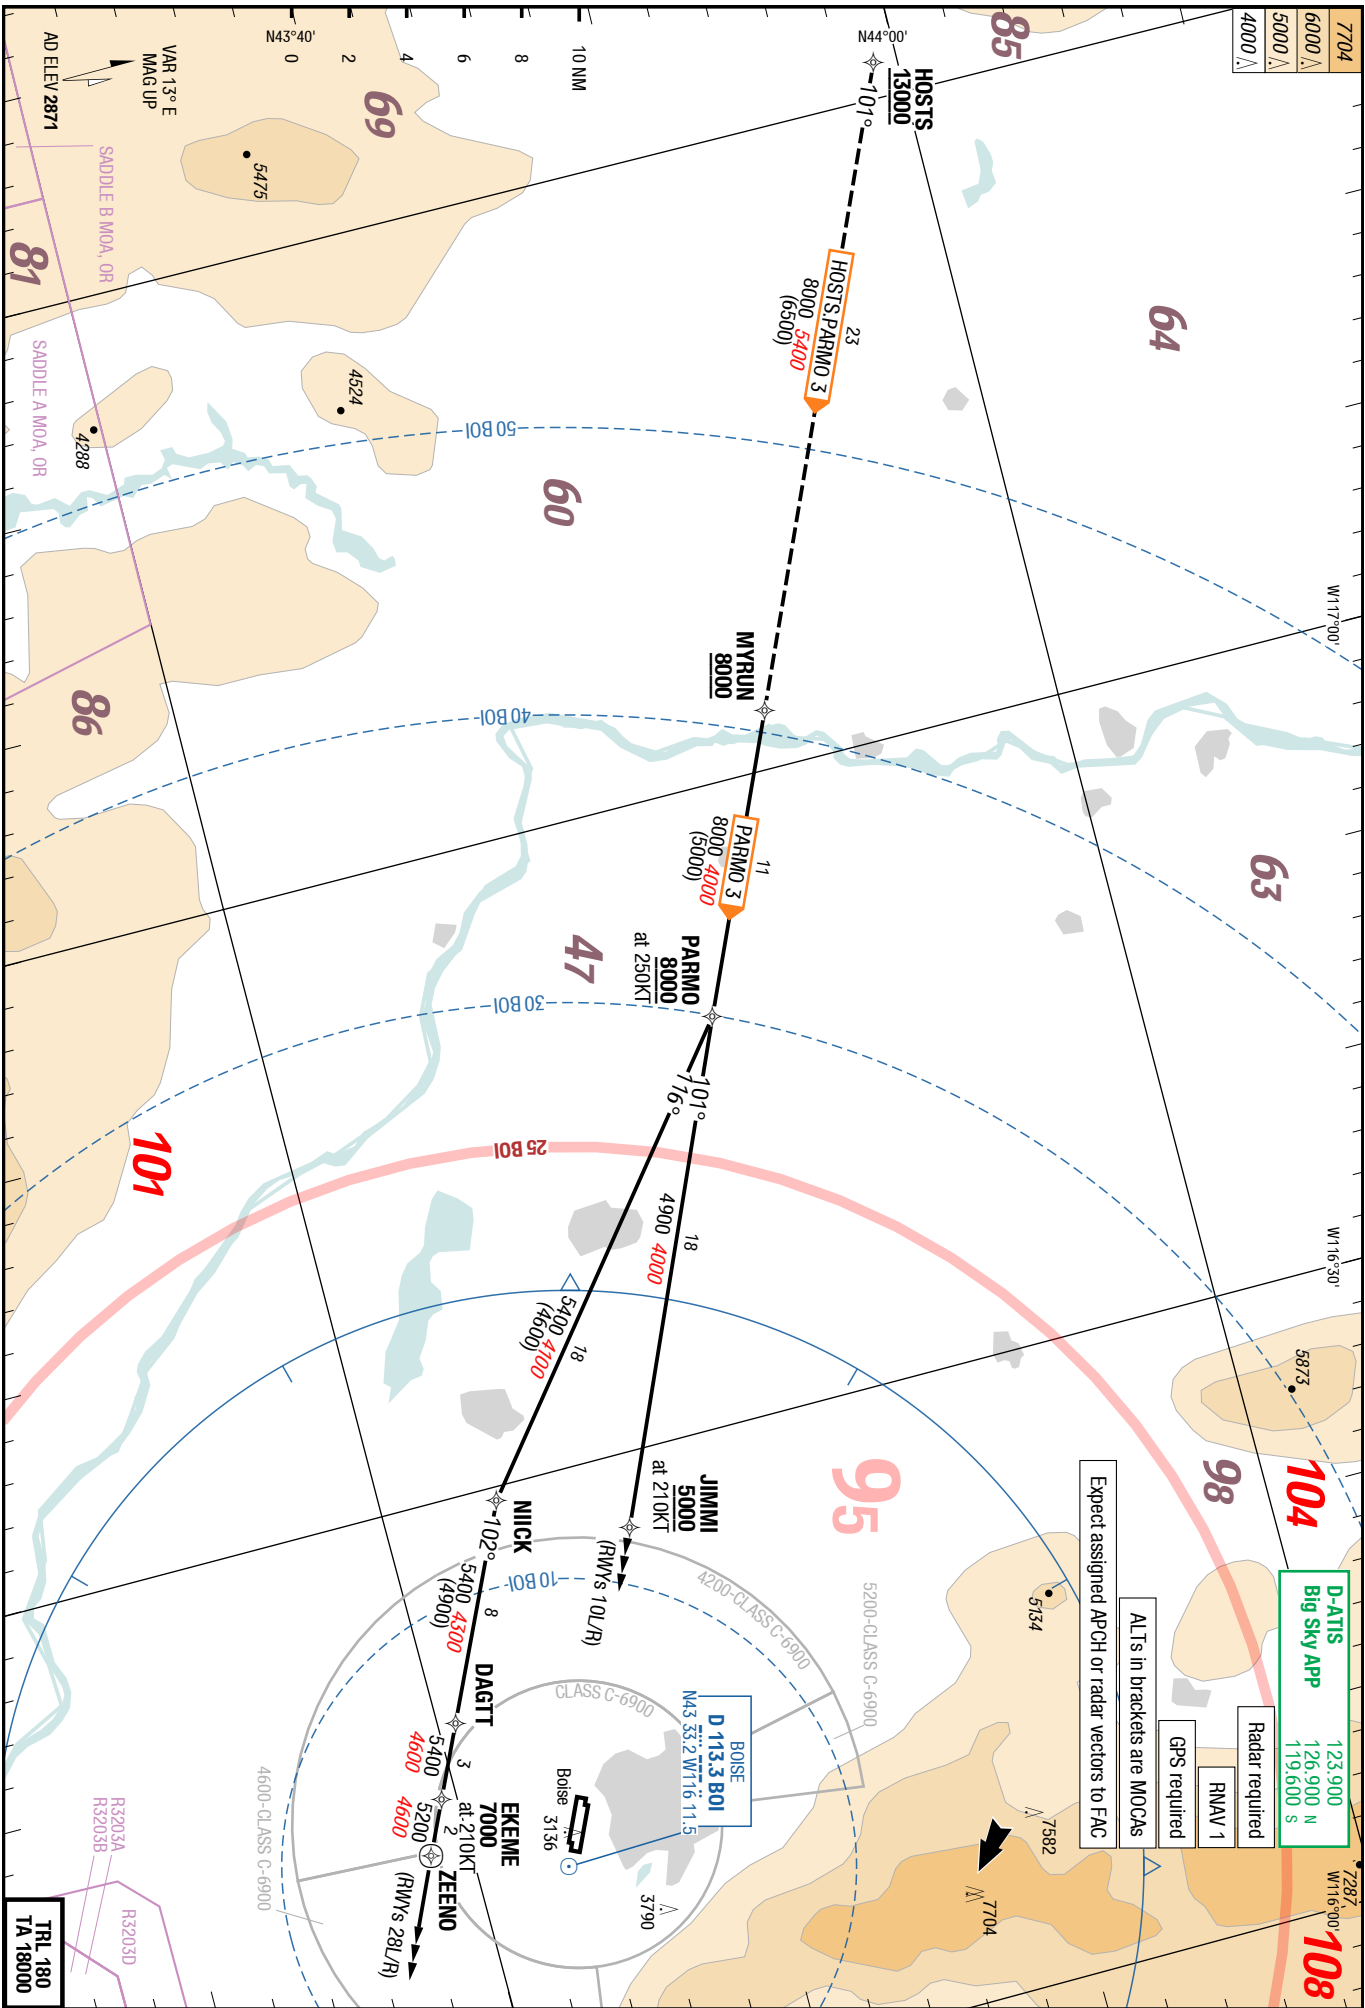 7704
6000
5000
4000
85
N44°00'
HOSTS
13000
101°
10 NM
8
6
4
2
0
N43°40'
VAR 13° E
MAG UP
AD ELEV 2871
69
5475
SADDLE B MOA, OR
81
SADDLE A MOA, OR
64
23
HOSTS.PARMO 3
8000 5400
(6500)
4524
4288
50 BOI
60
W117°00'
MYRUN
8000
40 BOI
86
63
11
PARMO 3
8000 4000
(5000)
47
PARMO
8000
at 250KT
30 BOI
101°
116°
101
25 BOI
W116°30'
18
4900 4000
18
5400 4100
(4600)
5873
104
98
95
JIMMI
5000
at 210KT
(RWYs 10L/R)
NIICK
102°
8
5400 4300
(4900)
10 BOI
4200-CLASS C-6900
5200-CLASS C-6900
CLASS C-6900
4600-CLASS C-6900
5134
D-ATIS 123.900
Big Sky APP 126.900 N
119.600 S
Radar required
RNAV 1
GPS required
ALTs in brackets are MOCAs
Expect assigned APCH or radar vectors to FAC
DAGTT
3
5400
4600
BOISE
D 113.3 BOI
N43 33.2 W116 11.5
Boise
3136
EKEME
7000
at 210KT
2
5200
4600
ZEENO
(RWYs 28L/R)
3790
7582
7704
7287
W116°00'
108
R3203A
R3203B
R3203D
TRL 180
TA 18000